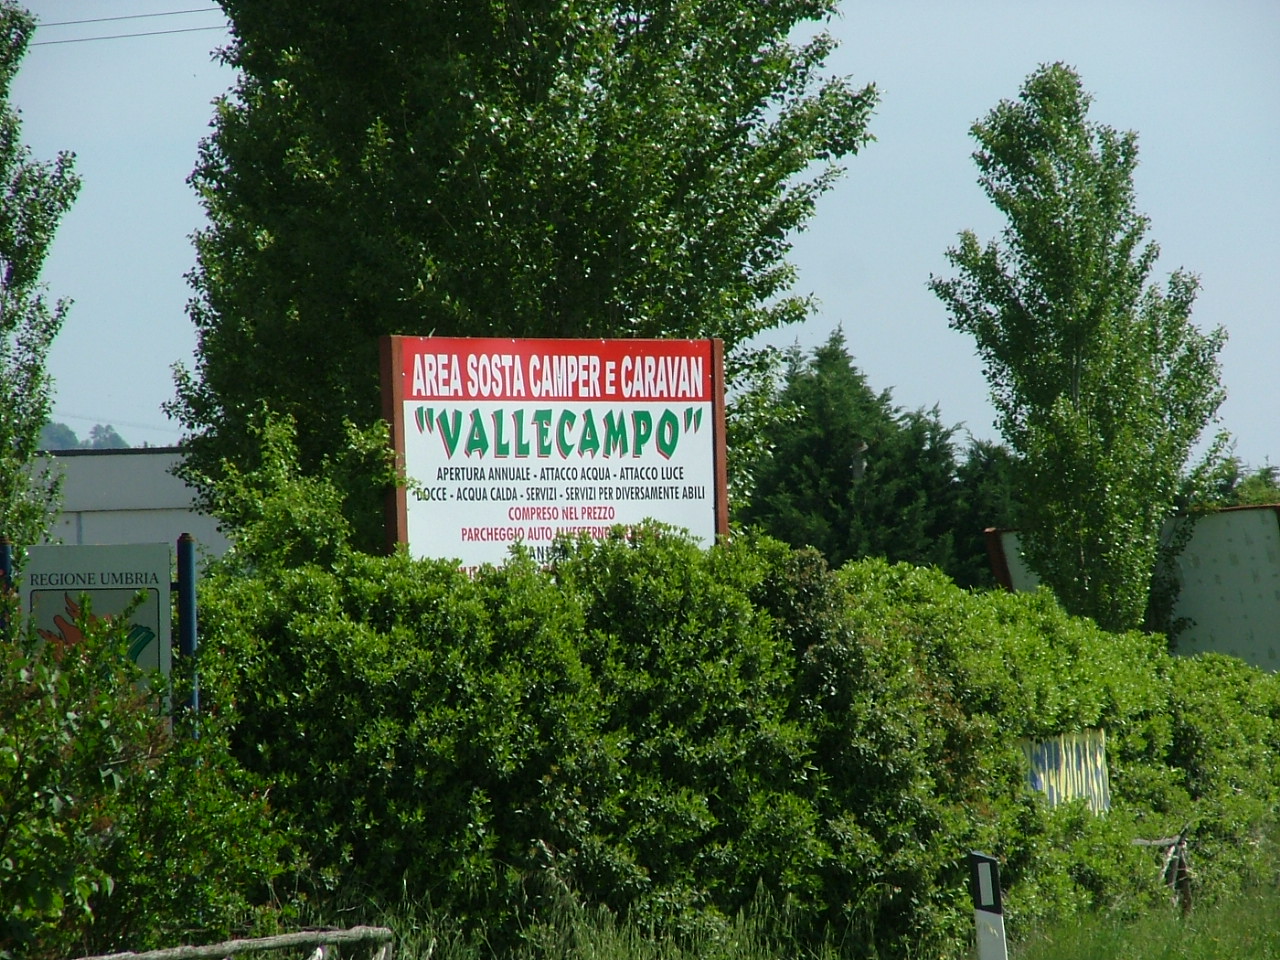 AREA SOSTA CAMPER E CARAVAN
"VALLECAMPO"
APERTURA ANNUALE - ATTACCO ACQUA - ATTACCO LUCE
DOCCE - ACQUA CALDA - SERVIZI - SERVIZI PER DIVERSAMENTE ABILI
COMPRESO NEL PREZZO
PARCHEGGIO AUTO
REGIONE UMBRIA